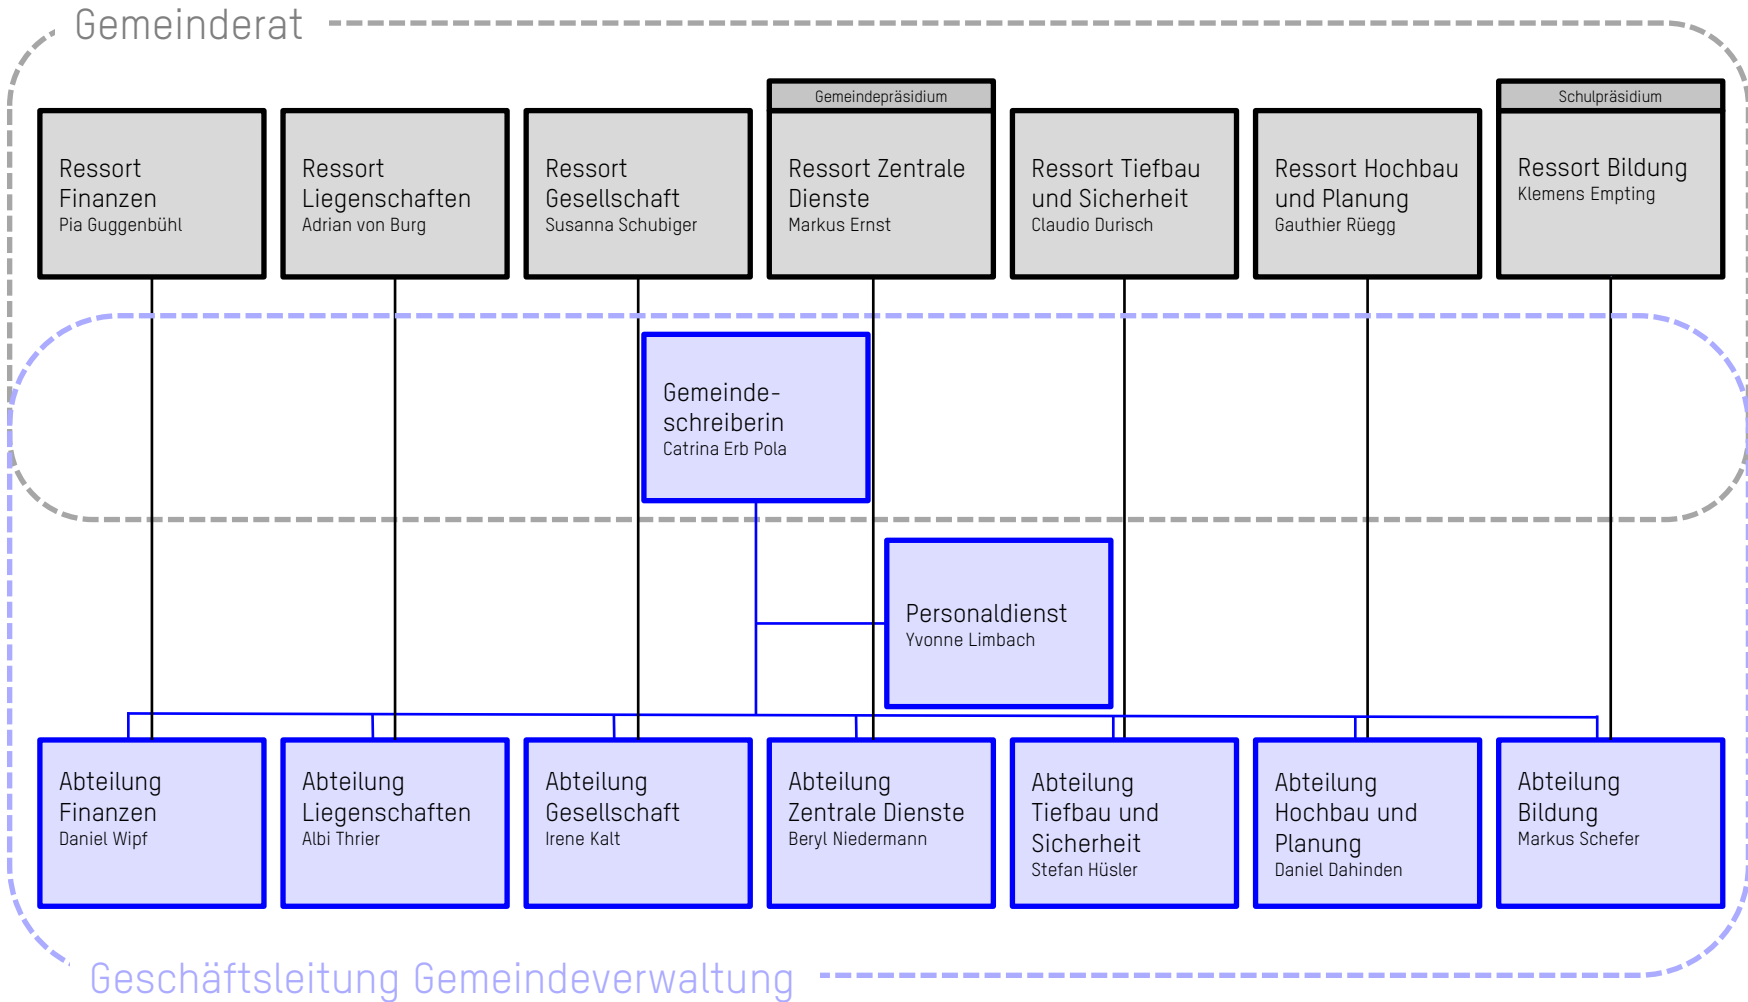 Gemeinderat
Gemeindepräsidium
Schulpräsidium
Ressort
Finanzen
Pia Guggenbühl
Ressort
Liegenschaften
Adrian von Burg
Ressort
Gesellschaft
Susanna Schubiger
Ressort Zentrale
Dienste
Markus Ernst
Ressort Tiefbau
und Sicherheit
Claudio Durisch
Ressort Hochbau
und Planung
Gauthier Rüegg
Ressort Bildung
Klemens Empting
Gemeinde-
schreiberin
Catrina Erb Pola
Personaldienst
Yvonne Limbach
Abteilung
Finanzen
Daniel Wipf
Abteilung
Liegenschaften
Albi Thrier
Abteilung
Gesellschaft
Irene Kalt
Abteilung
Zentrale Dienste
Beryl Niedermann
Abteilung
Tiefbau und
Sicherheit
Stefan Hüsler
Abteilung
Hochbau und
Planung
Daniel Dahinden
Abteilung
Bildung
Markus Schefer
Geschäftsleitung Gemeindeverwaltung